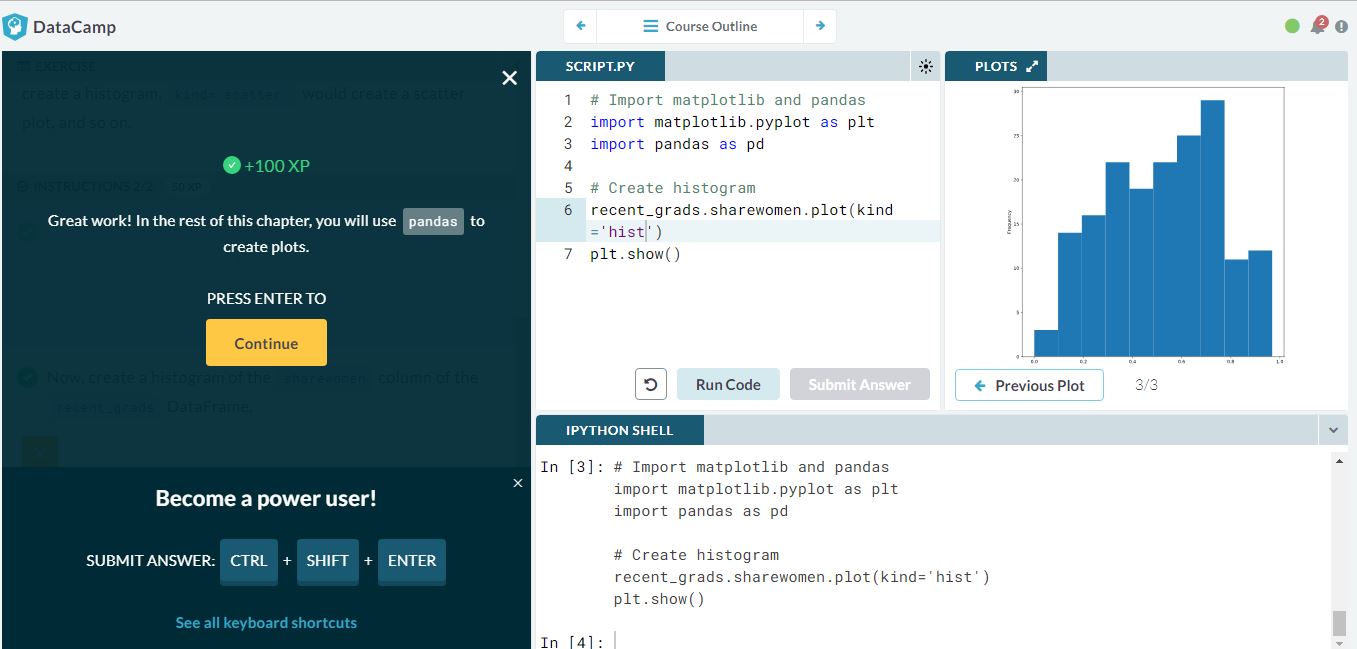 DataCamp
Course Outline
2
EXERCISE
create a histogram, kind='scatter' would create a scatter
plot, and so on.
+100 XP
INSTRUCTIONS 2/2 50 XP
Great work! In the rest of this chapter, you will use pandas to
create plots.
PRESS ENTER TO
Continue
Now, create a histogram of the sharewomen column of the
recent_grads DataFrame.
Become a power user!
SUBMIT ANSWER: CTRL + SHIFT + ENTER
See all keyboard shortcuts
SCRIPT.PY
1 # Import matplotlib and pandas
2 import matplotlib.pyplot as plt
3 import pandas as pd
4
5 # Create histogram
6 recent_grads.sharewomen.plot(kind
='hist')
7 plt.show()
Run Code
Submit Answer
PLOTS
30
25
20
15
10
5
0
Frequency
0.0 0.2 0.4 0.6 0.8 1.0
Previous Plot
3/3
IPYTHON SHELL
In [3]: # Import matplotlib and pandas
import matplotlib.pyplot as plt
import pandas as pd
# Create histogram
recent_grads.sharewomen.plot(kind='hist')
plt.show()
In [4]: